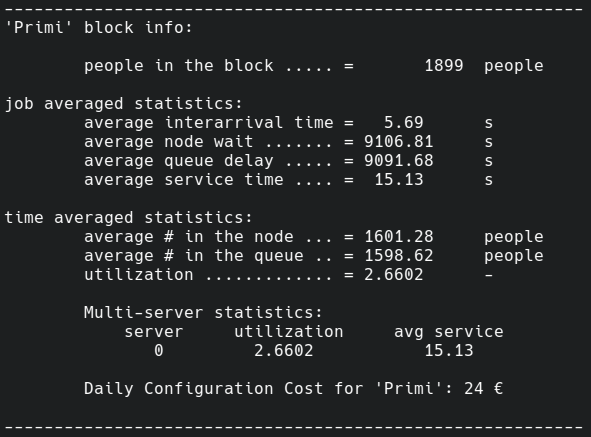 ----------------------------------------------------------
'Primi' block info:
people in the block ..... = 1899 people
job averaged statistics:
average interarrival time = 5.69 s
average node wait ....... = 9106.81 s
average queue delay ..... = 9091.68 s
average service time .... = 15.13 s
time averaged statistics:
average # in the node ... = 1601.28 people
average # in the queue .. = 1598.62 people
utilization ............. = 2.6602 -
Multi-server statistics:
server utilization avg service
0 2.6602 15.13
Daily Configuration Cost for 'Primi': 24 €
----------------------------------------------------------